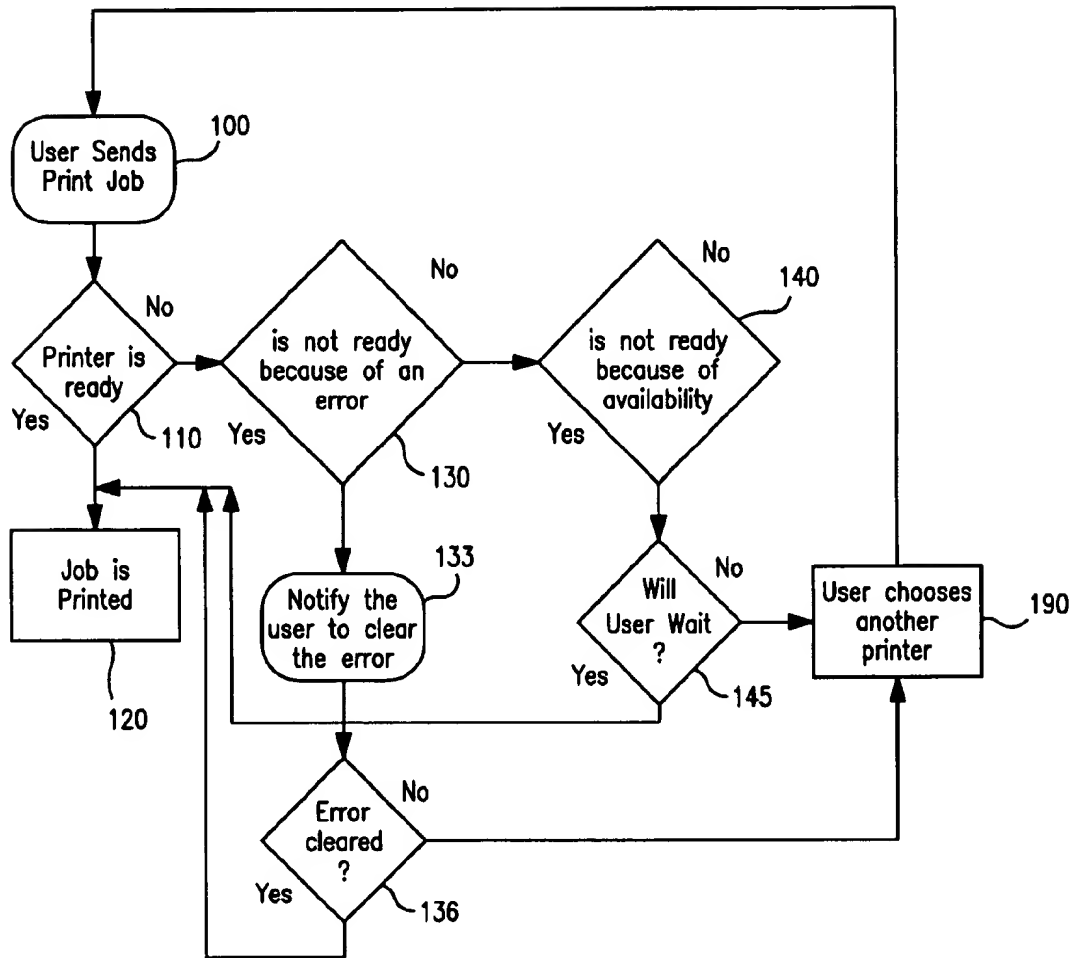 100
User Sends
Print Job
No
No
No
140
Printer is
ready
is not ready
because of an
error
is not ready
because of
availability
Yes
110
Yes
130
Yes
133
Job is
Printed
Notify the
user to clear
the error
Will
User Wait
?
No
User chooses
another
printer
190
120
Yes
145
Error
cleared
?
No
Yes
136